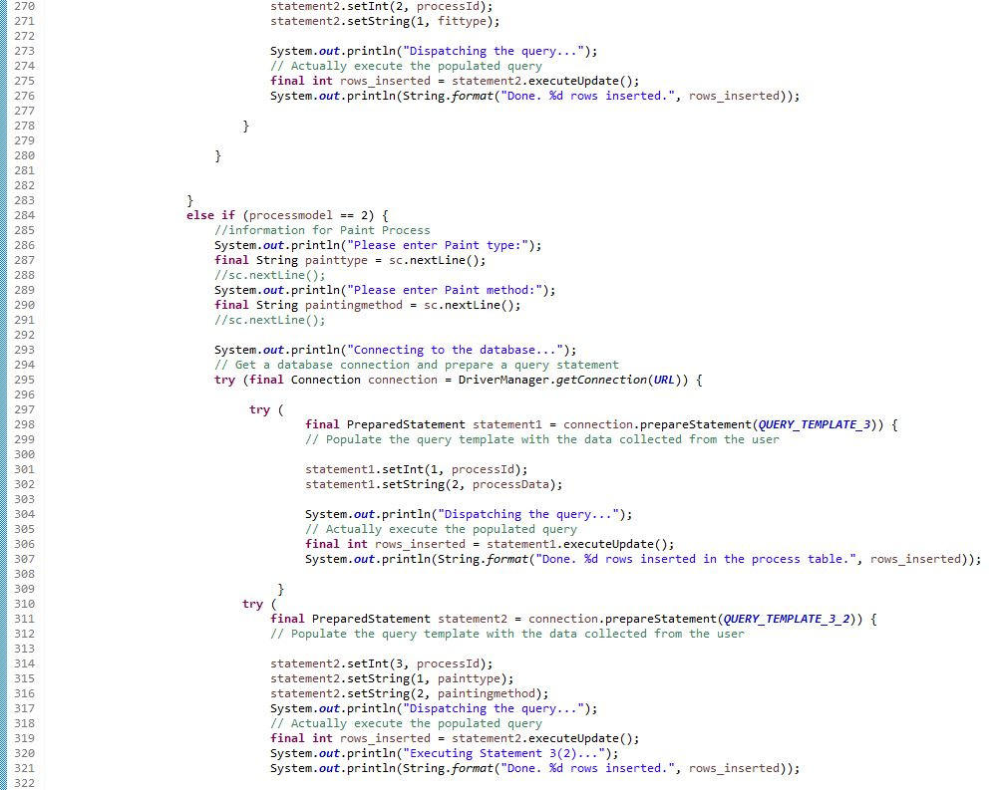 270 statement2.setInt(2, processId);
271 statement2.setString(1, fittype);
272
273 System.out.println("Dispatching the query...");
274 // Actually execute the populated query
275 final int rows_inserted = statement2.executeUpdate();
276 System.out.println(String.format("Done. %d rows inserted.", rows_inserted));
277
278 }
279
280 }
281
282
283 }
284 else if (processmodel == 2) {
285 //information for Paint Process
286 System.out.println("Please enter Paint type:");
287 final String painttype = sc.nextLine();
288 //sc.nextLine();
289 System.out.println("Please enter Paint method:");
290 final String paintingmethod = sc.nextLine();
291 //sc.nextLine();
292
293 System.out.println("Connecting to the database...");
294 // Get a database connection and prepare a query statement
295 try (final Connection connection = DriverManager.getConnection(URL)) {
296
297 try (
298 final PreparedStatement statement1 = connection.prepareStatement(QUERY_TEMPLATE_3)) {
299 // Populate the query template with the data collected from the user
300
301 statement1.setInt(1, processId);
302 statement1.setString(2, processData);
303
304 System.out.println("Dispatching the query...");
305 // Actually execute the populated query
306 final int rows_inserted = statement1.executeUpdate();
307 System.out.println(String.format("Done. %d rows inserted in the process table.", rows_inserted));
308
309 }
310 try (
311 final PreparedStatement statement2 = connection.prepareStatement(QUERY_TEMPLATE_3_2)) {
312 // Populate the query template with the data collected from the user
313
314 statement2.setInt(3, processId);
315 statement2.setString(1, painttype);
316 statement2.setString(2, paintingmethod);
317 System.out.println("Dispatching the query...");
318 // Actually execute the populated query
319 final int rows_inserted = statement2.executeUpdate();
320 System.out.println("Executing Statement 3(2)...");
321 System.out.println(String.format("Done. %d rows inserted.", rows_inserted));
322